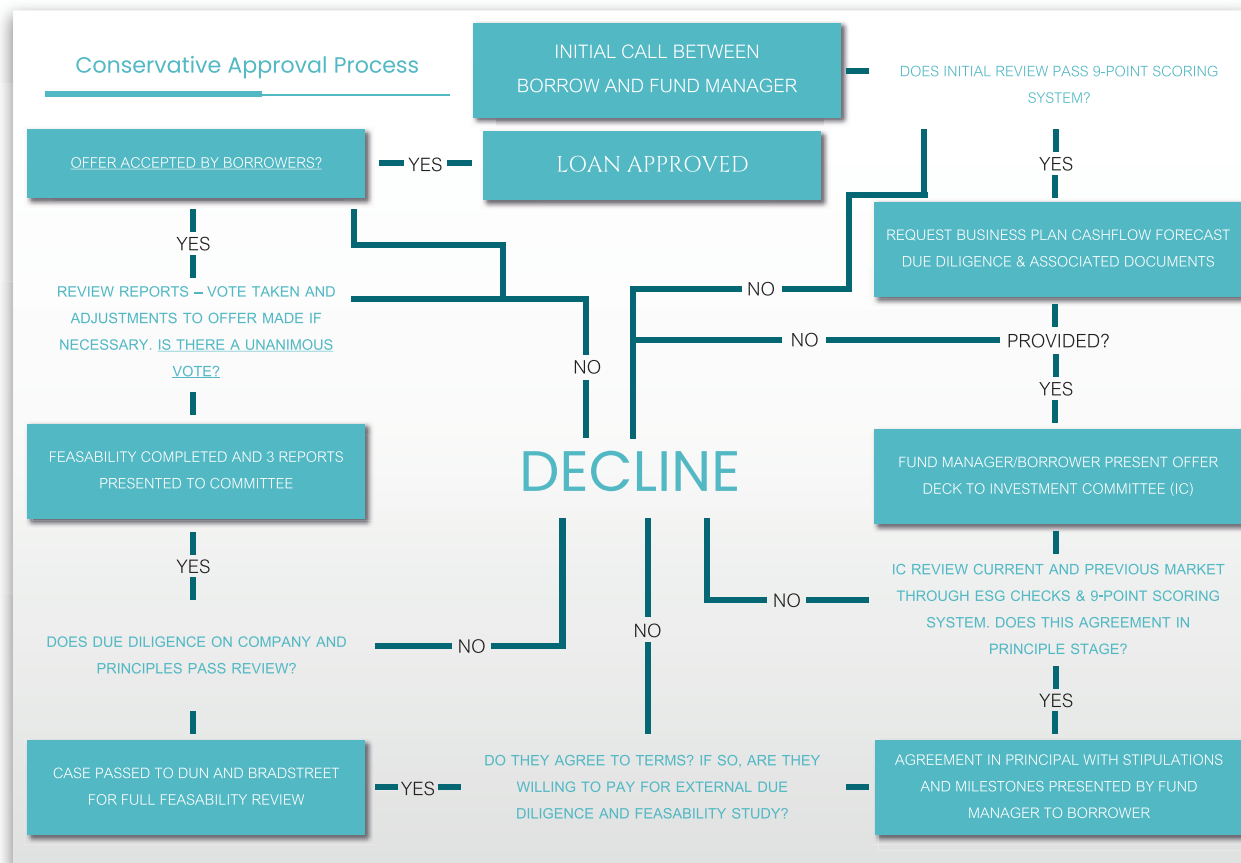 Conservative Approval Process
INITIAL CALL BETWEEN
BORROW AND FUND MANAGER
DOES INITIAL REVIEW PASS 9-POINT SCORING
SYSTEM?
YES
NO
REQUEST BUSINESS PLAN CASHFLOW FORECAST
DUE DILIGENCE & ASSOCIATED DOCUMENTS
PROVIDED?
NO
YES
FUND MANAGER/BORROWER PRESENT OFFER
DECK TO INVESTMENT COMMITTEE (IC)
IC REVIEW CURRENT AND PREVIOUS MARKET
THROUGH ESG CHECKS & 9-POINT SCORING
SYSTEM. DOES THIS AGREEMENT IN
PRINCIPLE STAGE?
NO
YES
AGREEMENT IN PRINCIPAL WITH STIPULATIONS
AND MILESTONES PRESENTED BY FUND
MANAGER TO BORROWER
DO THEY AGREE TO TERMS? IF SO, ARE THEY
WILLING TO PAY FOR EXTERNAL DUE
DILIGENCE AND FEASABILITY STUDY?
NO
YES
CASE PASSED TO DUN AND BRADSTREET
FOR FULL FEASABILITY REVIEW
DOES DUE DILIGENCE ON COMPANY AND
PRINCIPLES PASS REVIEW?
NO
YES
FEASABILITY COMPLETED AND 3 REPORTS
PRESENTED TO COMMITTEE
REVIEW REPORTS – VOTE TAKEN AND
ADJUSTMENTS TO OFFER MADE IF
NECESSARY. IS THERE A UNANIMOUS
VOTE?
YES
NO
OFFER ACCEPTED BY BORROWERS?
YES
LOAN APPROVED
DECLINE